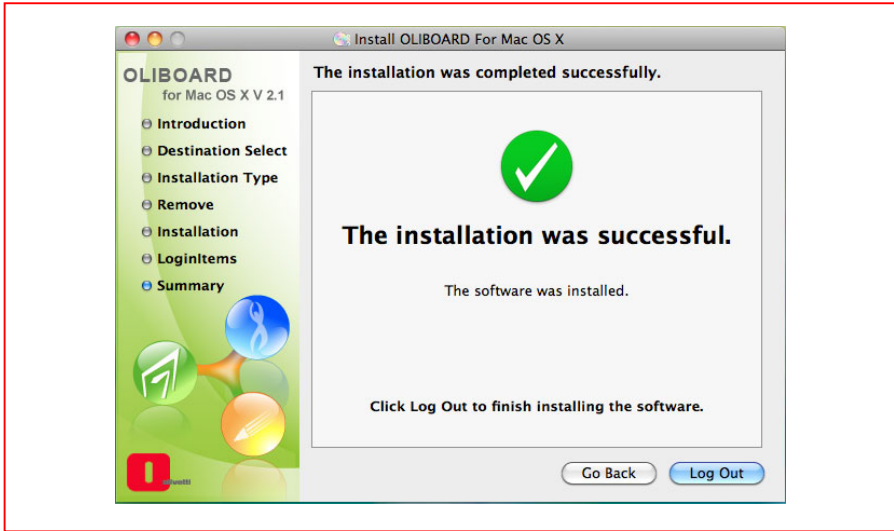 Install OLIBOARD For Mac OS X
OLIBOARD
for Mac OS X V 2.1
Introduction
Destination Select
Installation Type
Remove
Installation
LoginItems
Summary
olivetti
The installation was completed successfully.
The installation was successful.
The software was installed.
Click Log Out to finish installing the software.
Go Back
Log Out